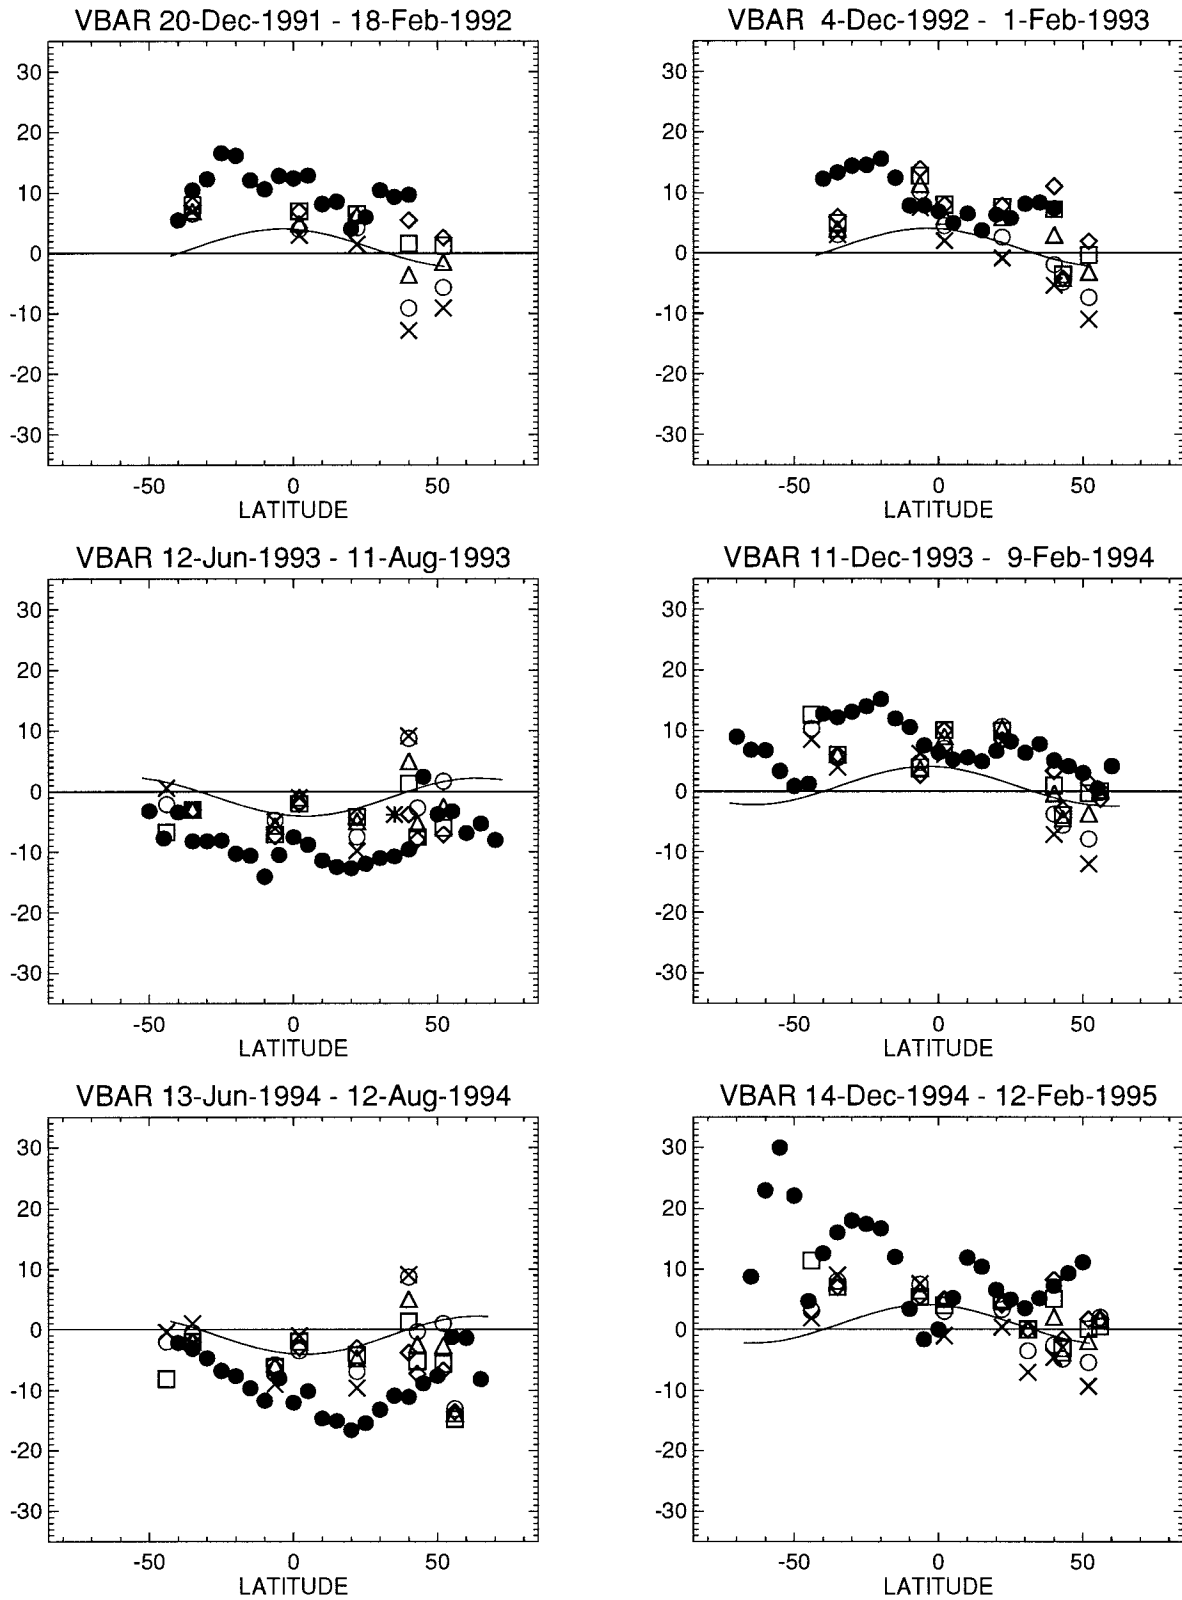 VBAR 20-Dec-1991 - 18-Feb-1992
30
20
10
0
-10
-20
-30
-50 0 50
LATITUDE
VBAR 4-Dec-1992 - 1-Feb-1993
30
20
10
0
-10
-20
-30
-50 0 50
LATITUDE
VBAR 12-Jun-1993 - 11-Aug-1993
30
20
10
0
-10
-20
-30
-50 0 50
LATITUDE
VBAR 11-Dec-1993 - 9-Feb-1994
30
20
10
0
-10
-20
-30
-50 0 50
LATITUDE
VBAR 13-Jun-1994 - 12-Aug-1994
30
20
10
0
-10
-20
-30
-50 0 50
LATITUDE
VBAR 14-Dec-1994 - 12-Feb-1995
30
20
10
0
-10
-20
-30
-50 0 50
LATITUDE